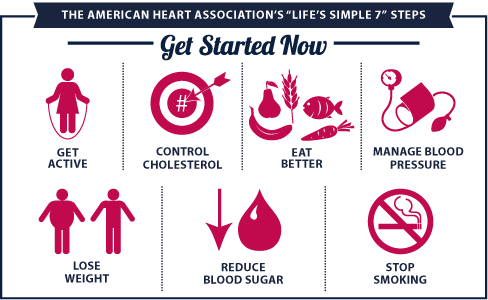 THE AMERICAN HEART ASSOCIATION'S “LIFE'S SIMPLE 7” STEPS
Get Started Now
GET
ACTIVE
#
CONTROL
CHOLESTEROL
EAT
BETTER
MANAGE BLOOD
PRESSURE
LOSE
WEIGHT
REDUCE
BLOOD SUGAR
STOP
SMOKING